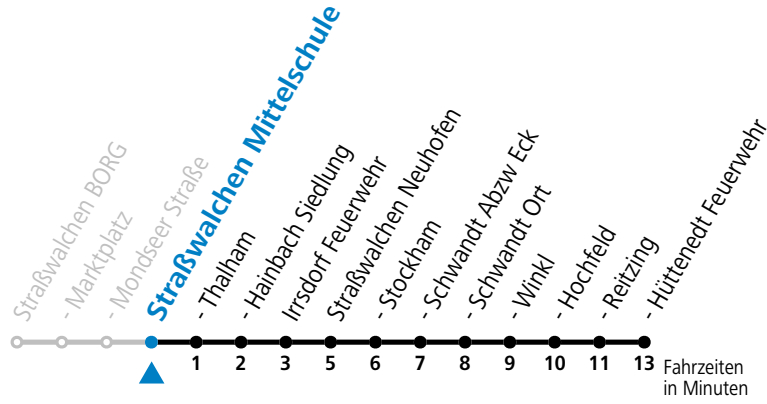 Straßwalchen BORG
- Marktplatz
- Mondseer Straße
Straßwalchen Mittelschule
- Thalham
- Hainbach Siedlung
Irrsdorf Feuerwehr
Straßwalchen Neuhofen
- Stockham
- Schwandt Abzw Eck
- Schwandt Ort
- Winkl
- Hochfeld
- Reitzing
- Hüttenedt Feuerwehr
1 2 3 5 6 7 8 9 10 11 13
Fahrzeiten
in Minuten